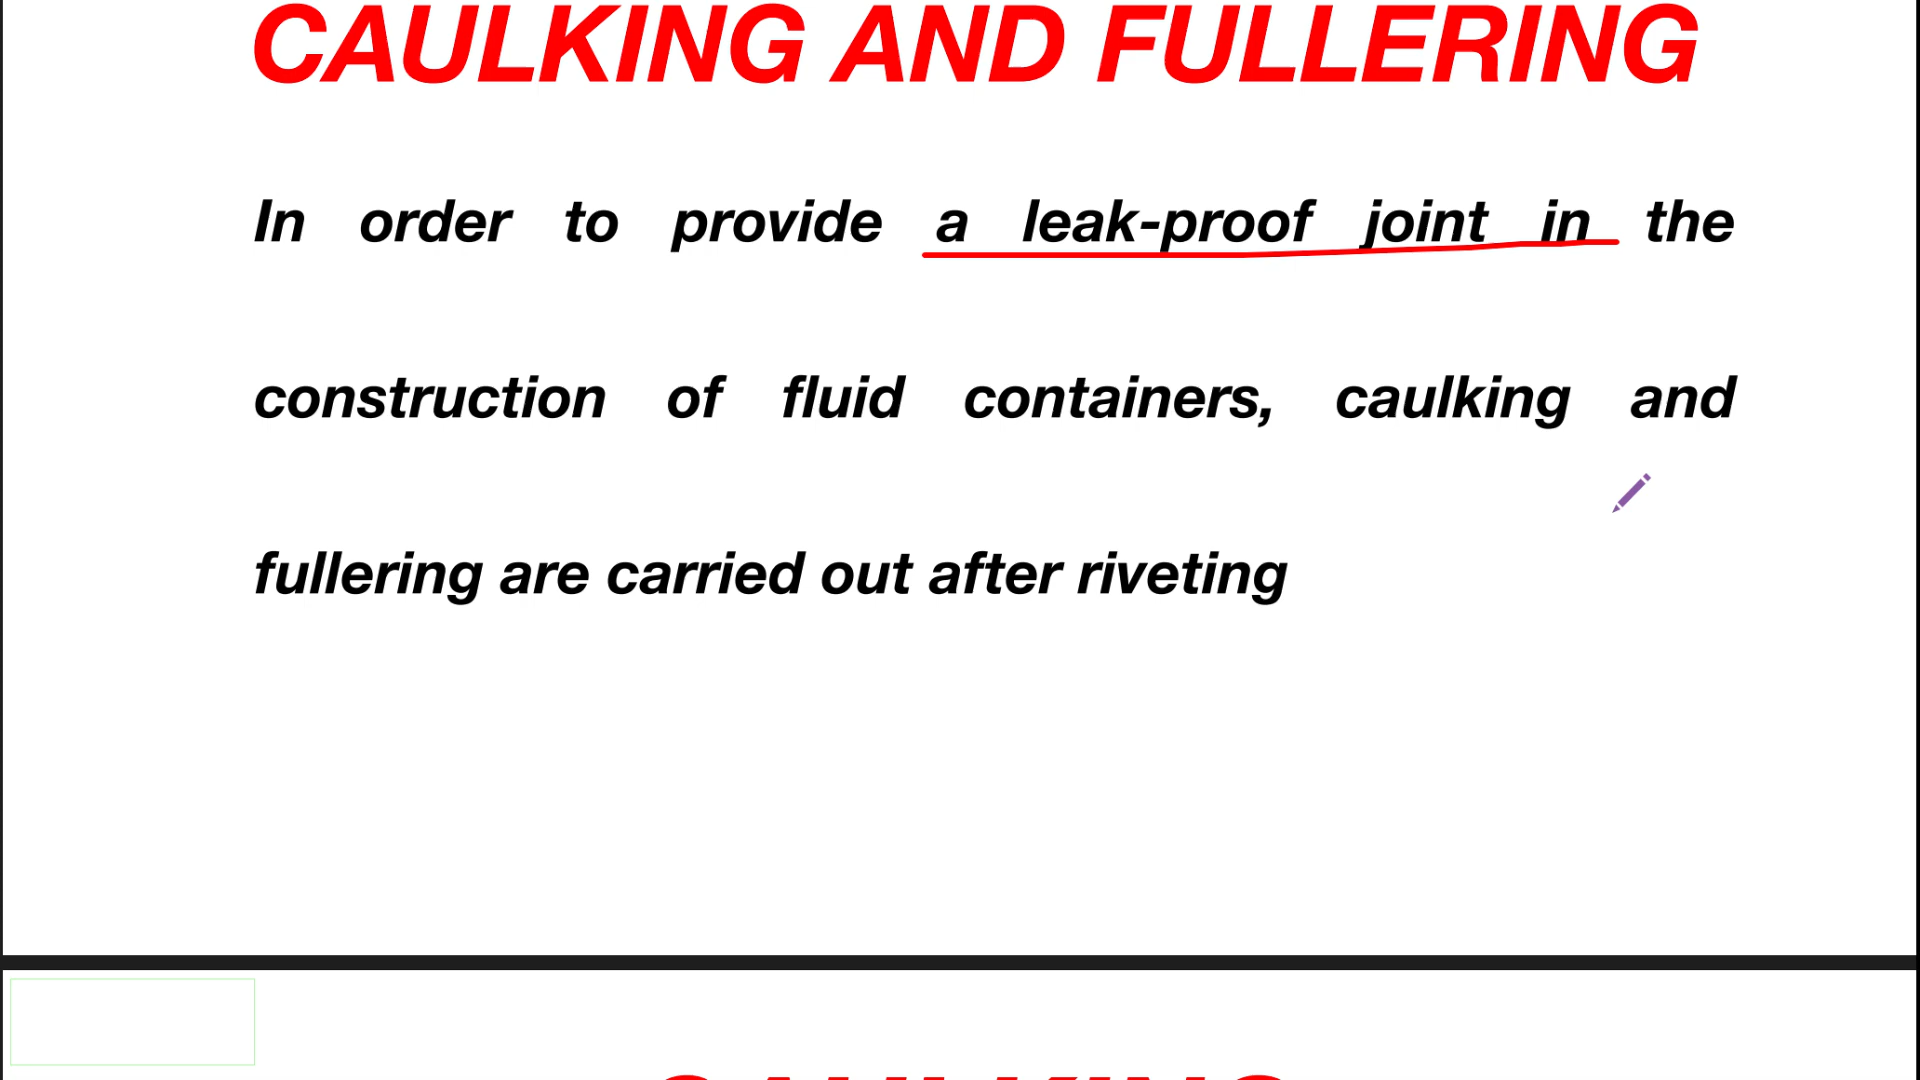 CAULKING AND FULLERING
In order to provide a leak-proof joint in the
construction of fluid containers, caulking and
fullering are carried out after riveting
CAULKING